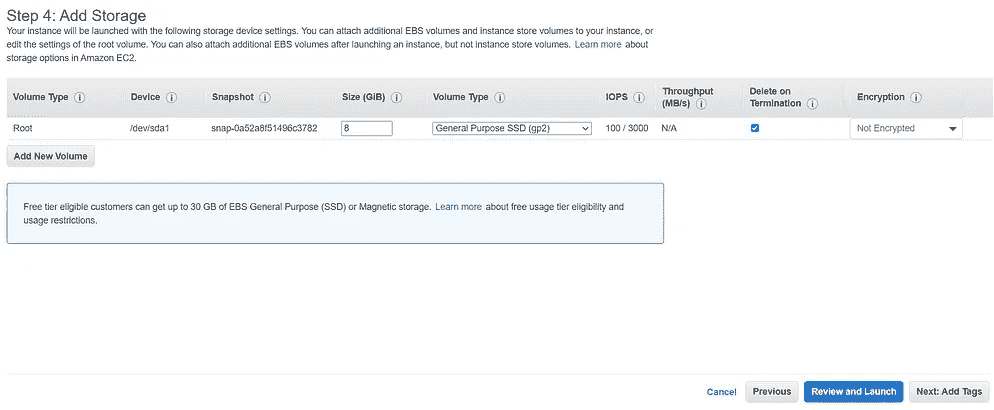 Step 4: Add Storage
Your instance will be launched with the following storage device settings. You can attach additional EBS volumes and instance store volumes to your instance, or
edit the settings of the root volume. You can also attach additional EBS volumes after launching an instance, but not instance store volumes. Learn more about
storage options in Amazon EC2.
Volume Type Device Snapshot Size (GiB) Volume Type IOPS Throughput (MB/s) Delete on Termination Encryption
Root /dev/sda1 snap-0a52a8f51496c3782 8 General Purpose SSD (gp2) 100 / 3000 N/A Not Encrypted
Add New Volume
Free tier eligible customers can get up to 30 GB of EBS General Purpose (SSD) or Magnetic storage. Learn more about free usage tier eligibility and
usage restrictions.
Cancel Previous Review and Launch Next: Add Tags